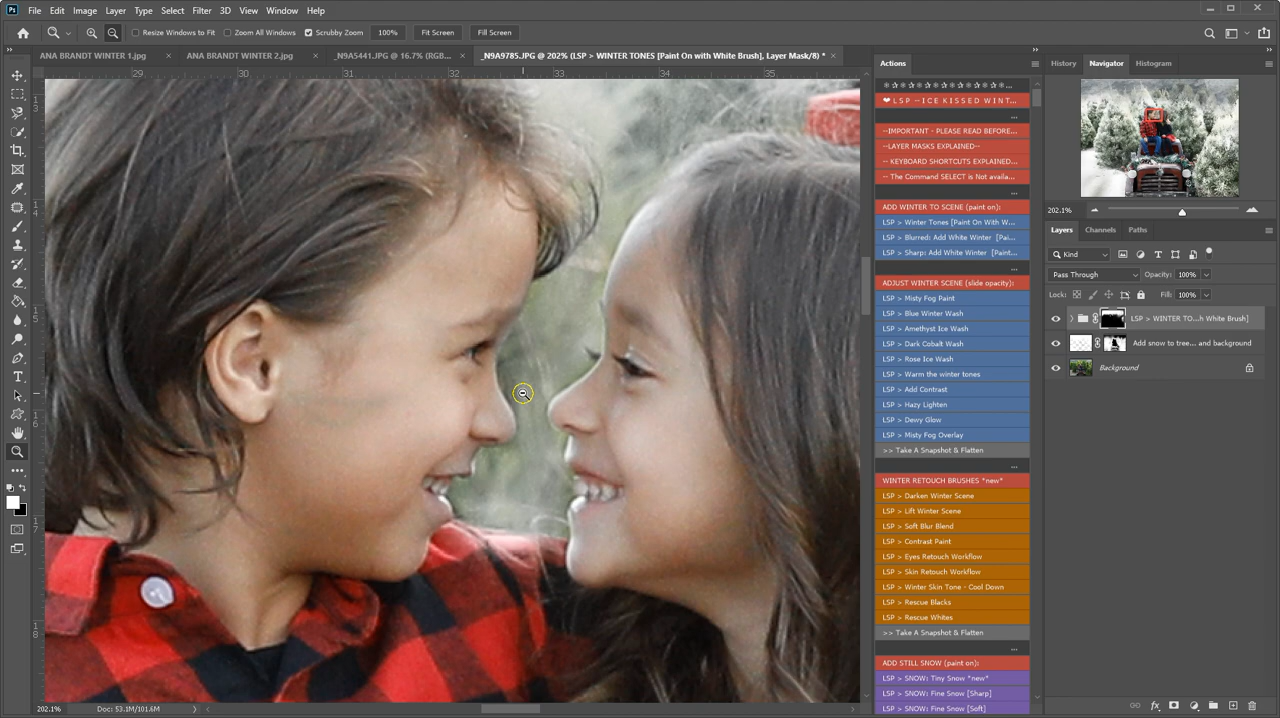 File Edit Image Layer Type Select Filter 3D View Window Help
Resize Windows to Fit Zoom All Windows Scrubby Zoom 100% Fit Screen Fill Screen
ANA BRANDT WINTER 1.jpg × ANA BRANDT WINTER 2.jpg × _N9A5441.JPG @ 16.7% (RGB... × _N9A9785.JPG @ 202% (LSP > WINTER TONES [Paint On with White Brush], Layer Mask/8) * ×
29 30 31 32 33 34 35
Actions
❤ L S P -- I C E K I S S E D W I N T...
...
--IMPORTANT - PLEASE READ BEFORE...
--LAYER MASKS EXPLAINED--
-- KEYBOARD SHORTCUTS EXPLAINED...
-- The Command SELECT is Not availa...
...
ADD WINTER TO SCENE (paint on):
LSP > Winter Tones [Paint On With W...
LSP > Blurred: Add White Winter [Pai...
LSP > Sharp: Add White Winter [Paint...
...
ADJUST WINTER SCENE (slide opacity):
LSP > Misty Fog Paint
LSP > Blue Winter Wash
LSP > Amethyst Ice Wash
LSP > Dark Cobalt Wash
LSP > Rose Ice Wash
LSP > Warm the winter tones
LSP > Add Contrast
LSP > Hazy Lighten
LSP > Dewy Glow
LSP > Misty Fog Overlay
>> Take A Snapshot & Flatten
...
WINTER RETOUCH BRUSHES *new*
LSP > Darken Winter Scene
LSP > Lift Winter Scene
LSP > Soft Blur Blend
LSP > Contrast Paint
LSP > Eyes Retouch Workflow
LSP > Skin Retouch Workflow
LSP > Winter Skin Tone - Cool Down
LSP > Rescue Blacks
LSP > Rescue Whites
>> Take A Snapshot & Flatten
...
ADD STILL SNOW (paint on):
LSP > SNOW: Tiny Snow *new*
LSP > SNOW: Fine Snow [Sharp]
LSP > SNOW: Fine Snow [Soft]
History Navigator Histogram
202.1%
Layers Channels Paths
Kind
Pass Through Opacity: 100%
Lock: Fill: 100%
LSP > WINTER TO...h White Brush]
Add snow to tree... and background
Background
202.1% Doc: 53.1M/101.6M